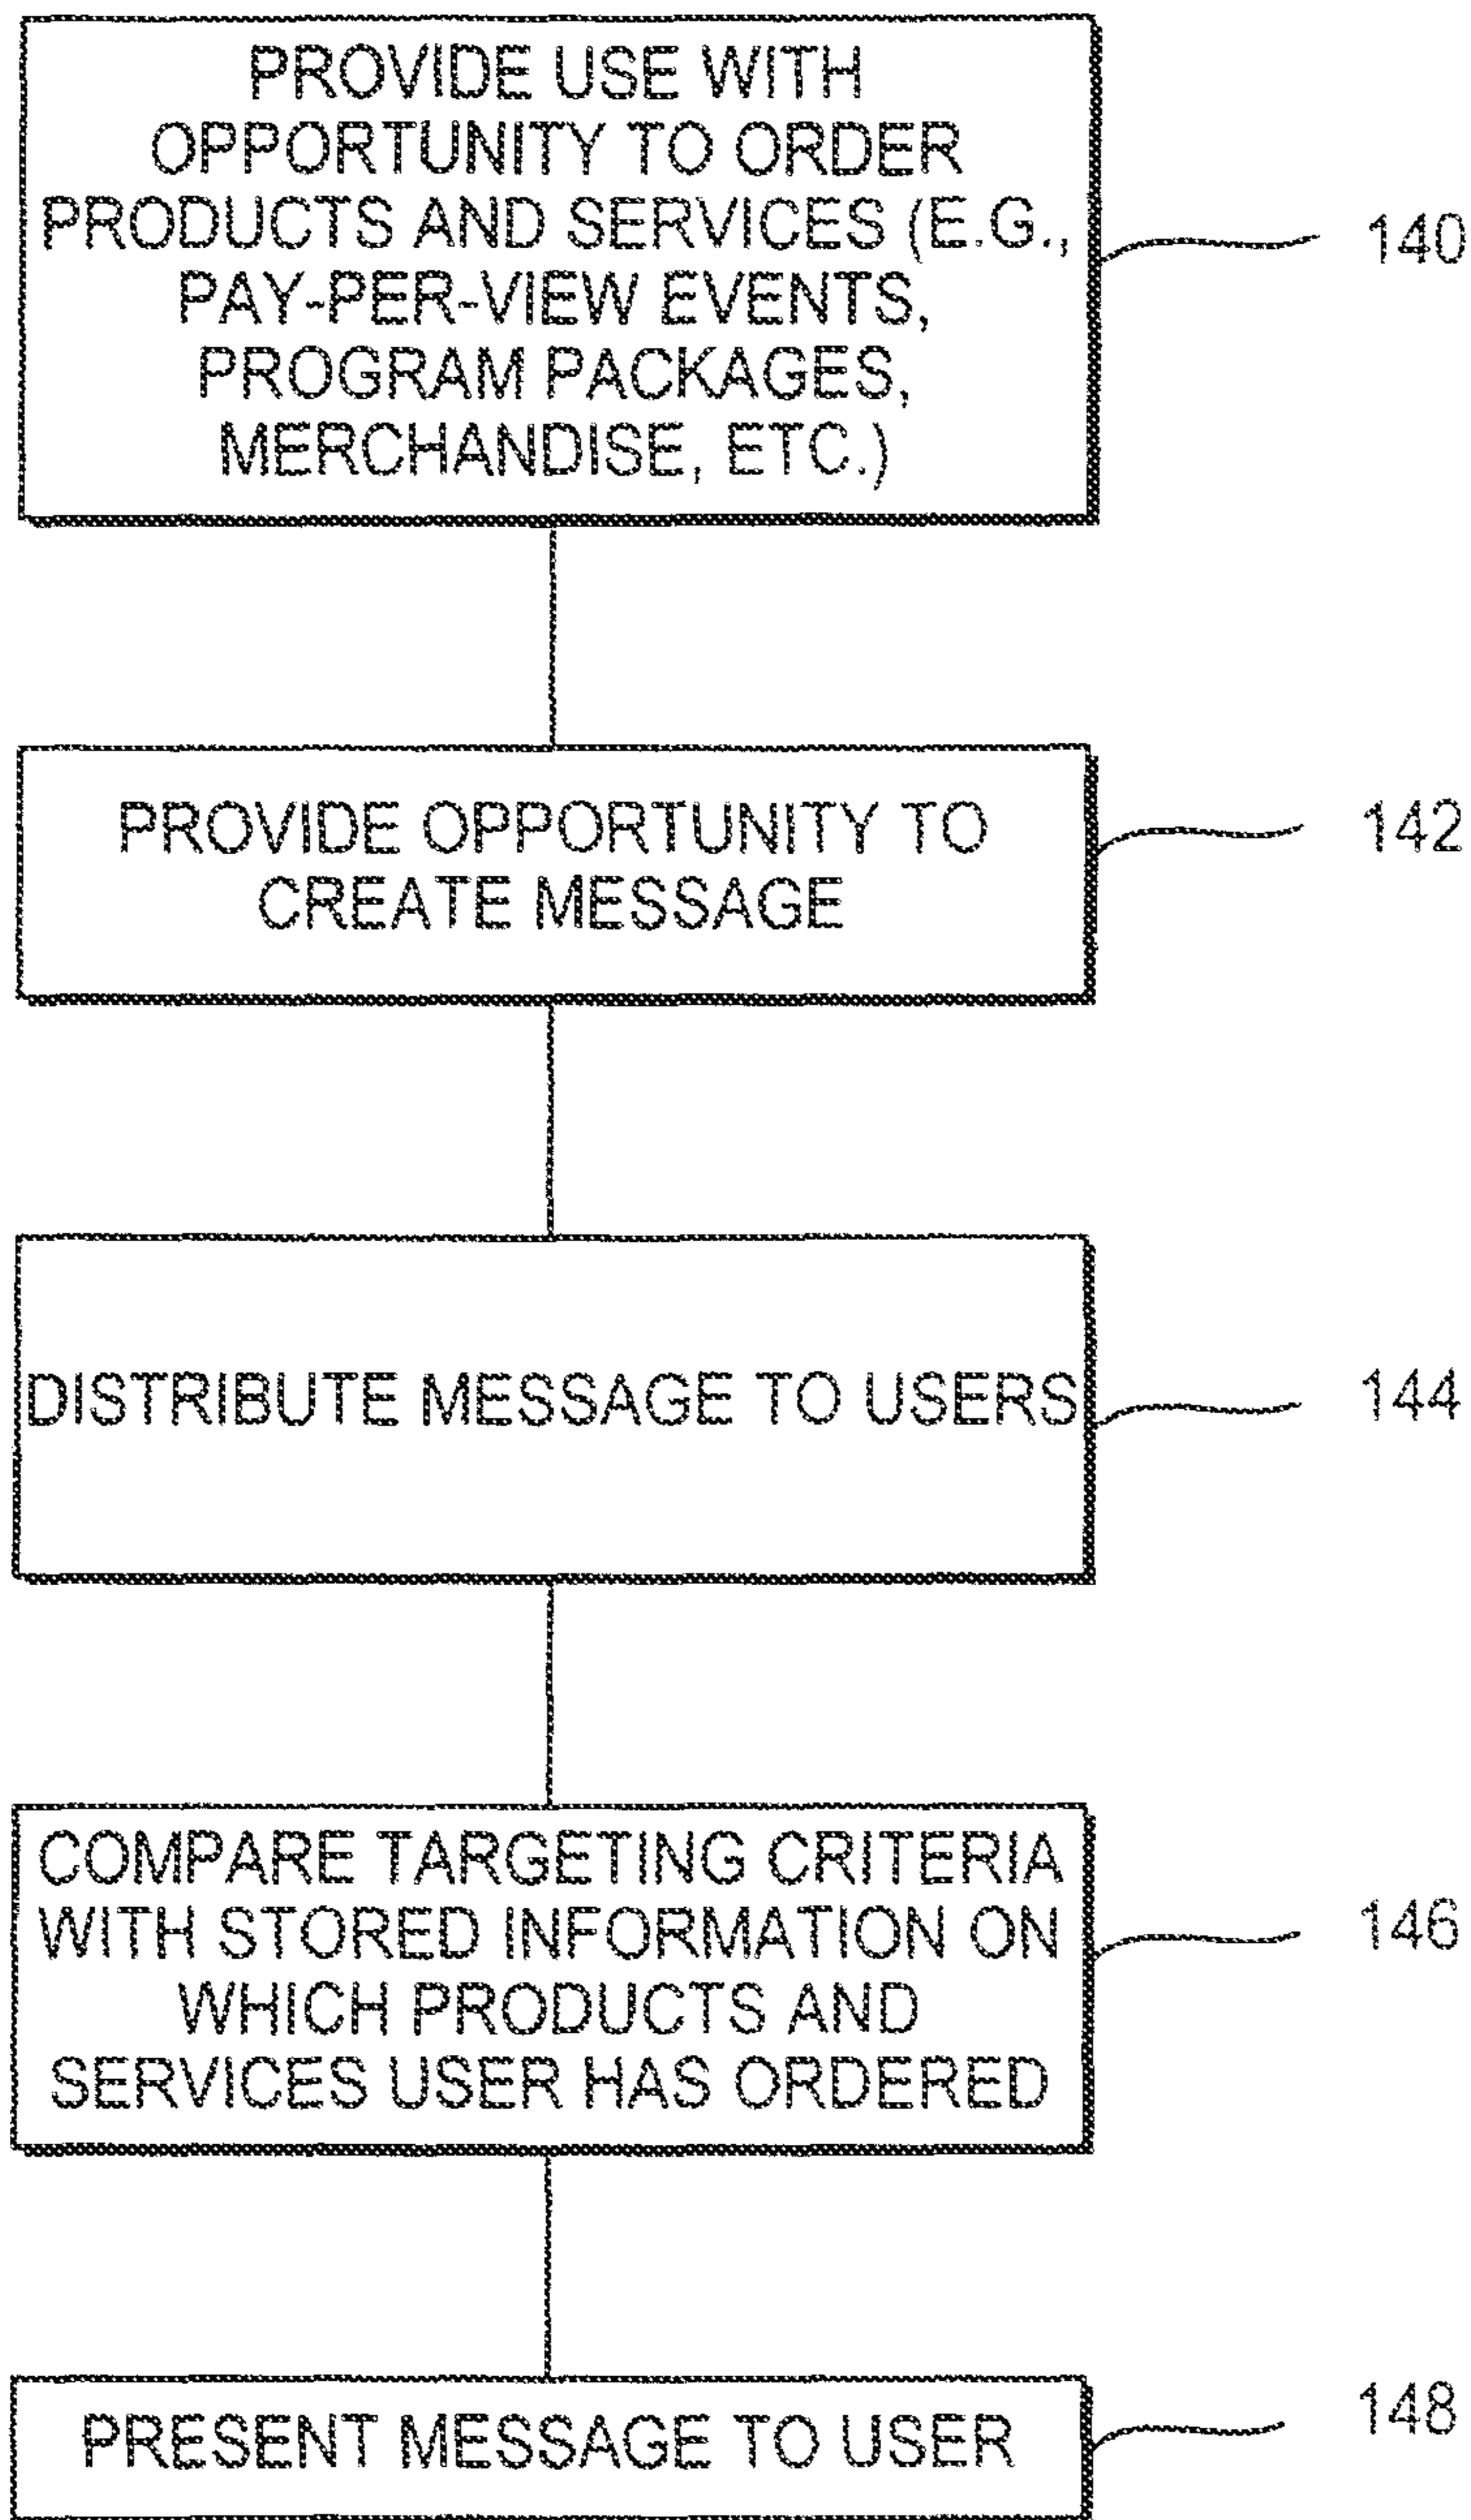 PROVIDE USE WITH
OPPORTUNITY TO ORDER
PRODUCTS AND SERVICES (E.G.,
PAY-PER-VIEW EVENTS,
PROGRAM PACKAGES,
MERCHANDISE, ETC.)
140
PROVIDE OPPORTUNITY TO
CREATE MESSAGE
142
DISTRIBUTE MESSAGE TO USERS
144
COMPARE TARGETING CRITERIA
WITH STORED INFORMATION ON
WHICH PRODUCTS AND
SERVICES USER HAS ORDERED
146
PRESENT MESSAGE TO USER
148